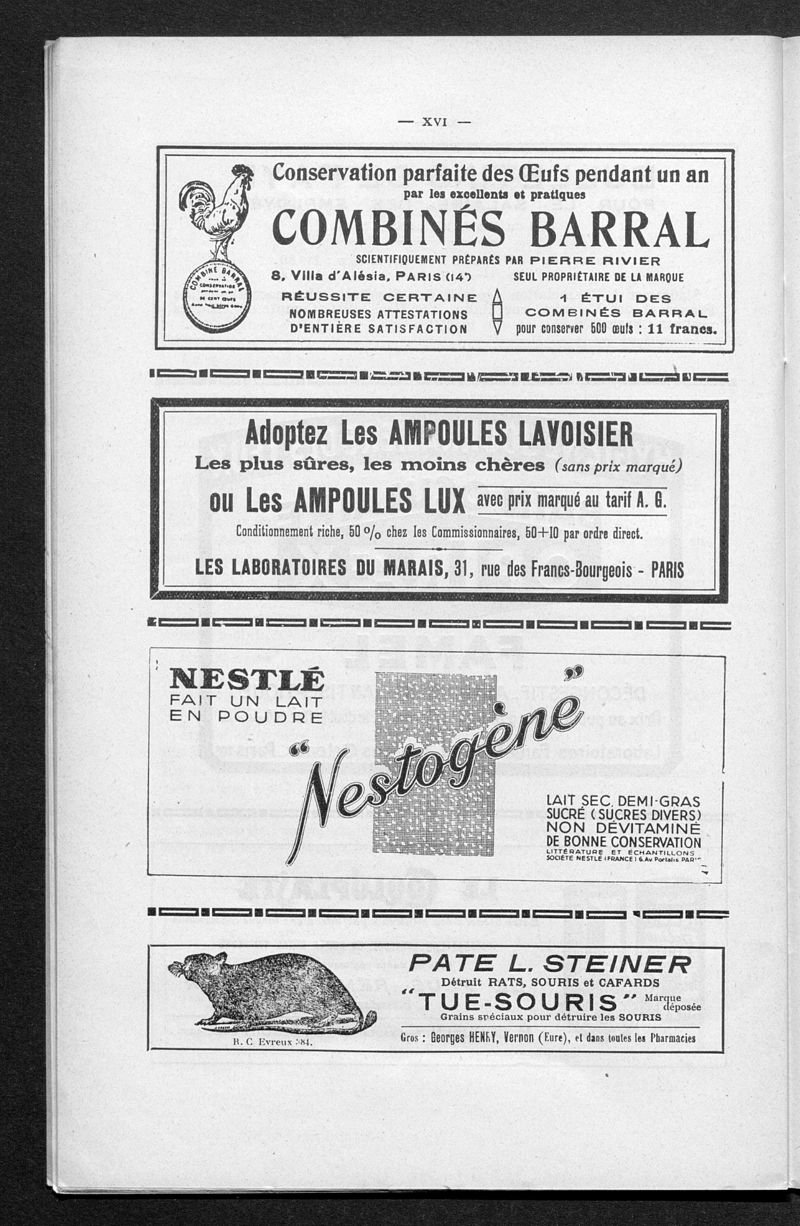 — XVI —
Conservation parfaite des Œufs pendant un an
par les excellents et pratiques
COMBINÉS BARRAL
SCIENTIFIQUEMENT PRÉPARÉS PAR PIERRE RIVIER
8, Villa d'Alésia, PARIS (14e)
SEUL PROPRIÉTAIRE DE LA MARQUE
RÉUSSITE CERTAINE
NOMBREUSES ATTESTATIONS
D'ENTIÈRE SATISFACTION
1 ÉTUI DES
COMBINÉS BARRAL
pour conserver 500 œufs : 11 francs.
COMBINÉ BARRAL
CONSERVATION
DE CENT ŒUFS
Adoptez Les AMPOULES LAVOISIER
Les plus sûres, les moins chères (sans prix marqué)
ou Les AMPOULES LUX avec prix marqué au tarif A. G.
Conditionnement riche, 50 % chez les Commissionnaires, 50+10 par ordre direct.
LES LABORATOIRES DU MARAIS, 31, rue des Francs-Bourgeois - PARIS
NESTLÉ
FAIT UN LAIT
EN POUDRE
“Nestogène”
LAIT SEC, DEMI-GRAS
SUCRÉ (SUCRES DIVERS)
NON DÉVITAMINÉ
DE BONNE CONSERVATION
LITTÉRATURE ET ÉCHANTILLONS
SOCIÉTÉ NESTLÉ (FRANCE) 6, Av Portalis PARIS
PATE L. STEINER
Détruit RATS, SOURIS et CAFARDS
“TUE-SOURIS” Marque déposée
Grains spéciaux pour détruire les SOURIS
R. C. Evreux
Gros : Georges HENRY, Vernon (Eure), et dans toutes les Pharmacies